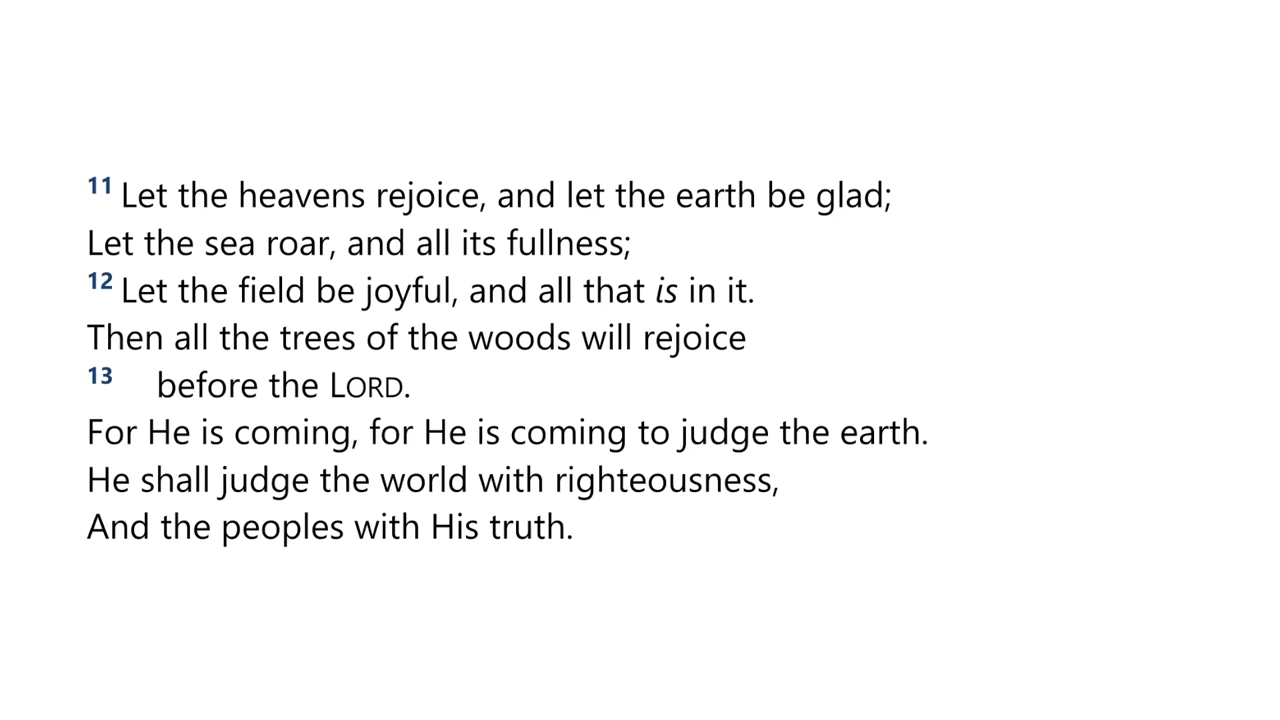 11 Let the heavens rejoice, and let the earth be glad;
Let the sea roar, and all its fullness;
12 Let the field be joyful, and all that is in it.
Then all the trees of the woods will rejoice
13 before the LORD.
For He is coming, for He is coming to judge the earth.
He shall judge the world with righteousness,
And the peoples with His truth.